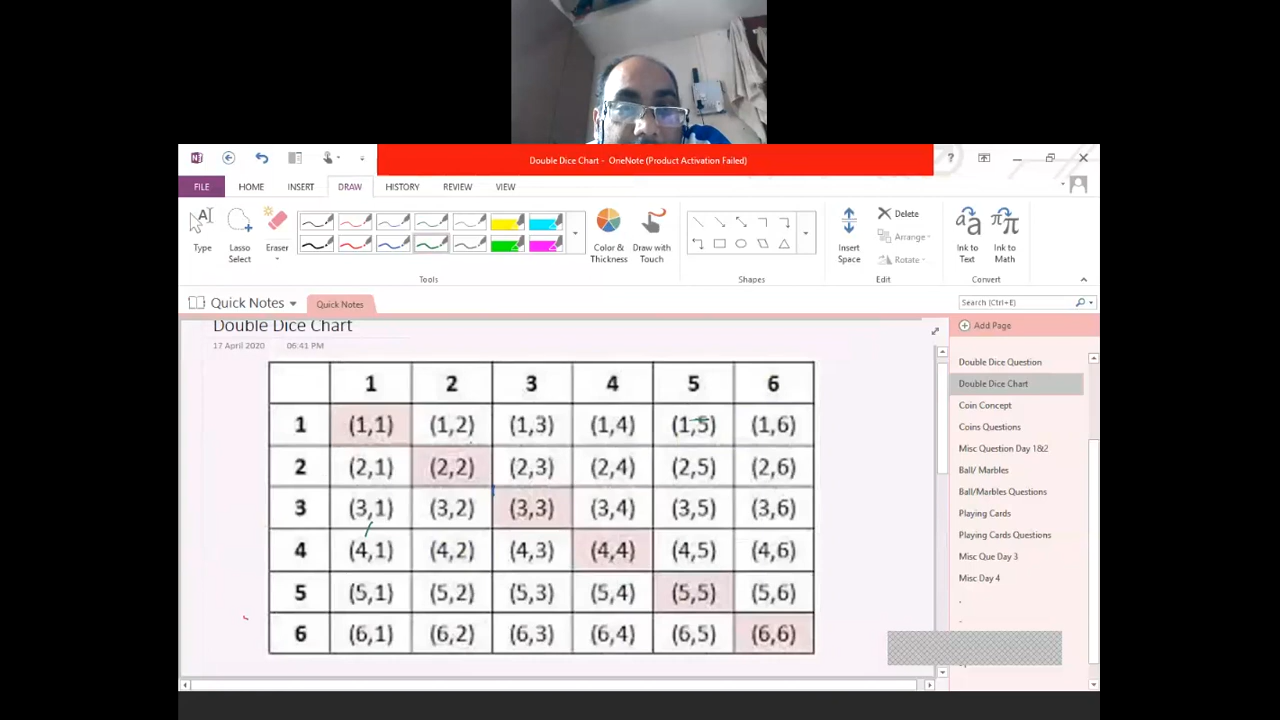 Double Dice Chart - OneNote (Product Activation Failed)
?
FILE HOME INSERT DRAW HISTORY REVIEW VIEW
Type
Lasso Select
Eraser
Color & Thickness
Draw with Touch
Insert Space
Delete
Arrange
Rotate
Ink to Text
Ink to Math
Tools Shapes Edit Convert
Quick Notes Quick Notes Search (Ctrl+E)
Double Dice Chart
17 April 2020 06:41 PM
1 2 3 4 5 6
1 (1,1) (1,2) (1,3) (1,4) (1,5) (1,6)
2 (2,1) (2,2) (2,3) (2,4) (2,5) (2,6)
3 (3,1) (3,2) (3,3) (3,4) (3,5) (3,6)
4 (4,1) (4,2) (4,3) (4,4) (4,5) (4,6)
5 (5,1) (5,2) (5,3) (5,4) (5,5) (5,6)
6 (6,1) (6,2) (6,3) (6,4) (6,5) (6,6)
Add Page
Double Dice Question
Double Dice Chart
Coin Concept
Coins Questions
Misc Question Day 1&2
Ball/ Marbles
Ball/Marbles Questions
Playing Cards
Playing Cards Questions
Misc Que Day 3
Misc Day 4